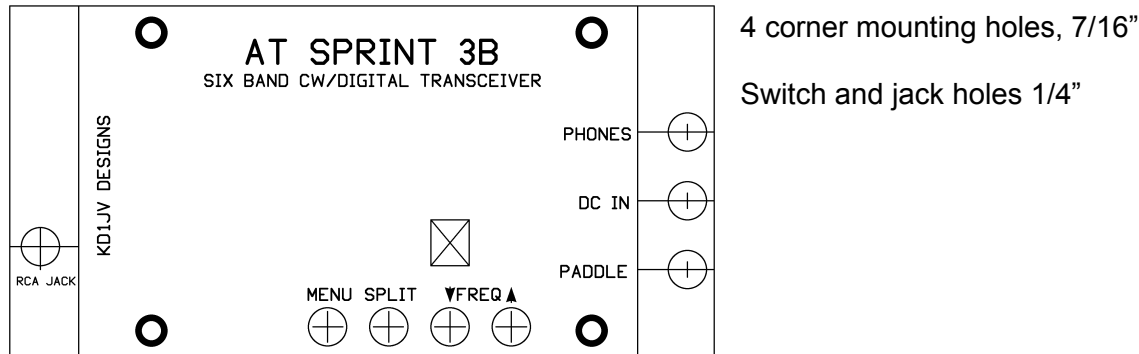 AT SPRINT 3B
SIX BAND CW/DIGITAL TRANSCEIVER
4 corner mounting holes, 7/16”
Switch and jack holes 1/4”
KD1JV DESIGNS
PHONES
DC IN
PADDLE
RCA JACK
MENU SPLIT ▼FREQ▲